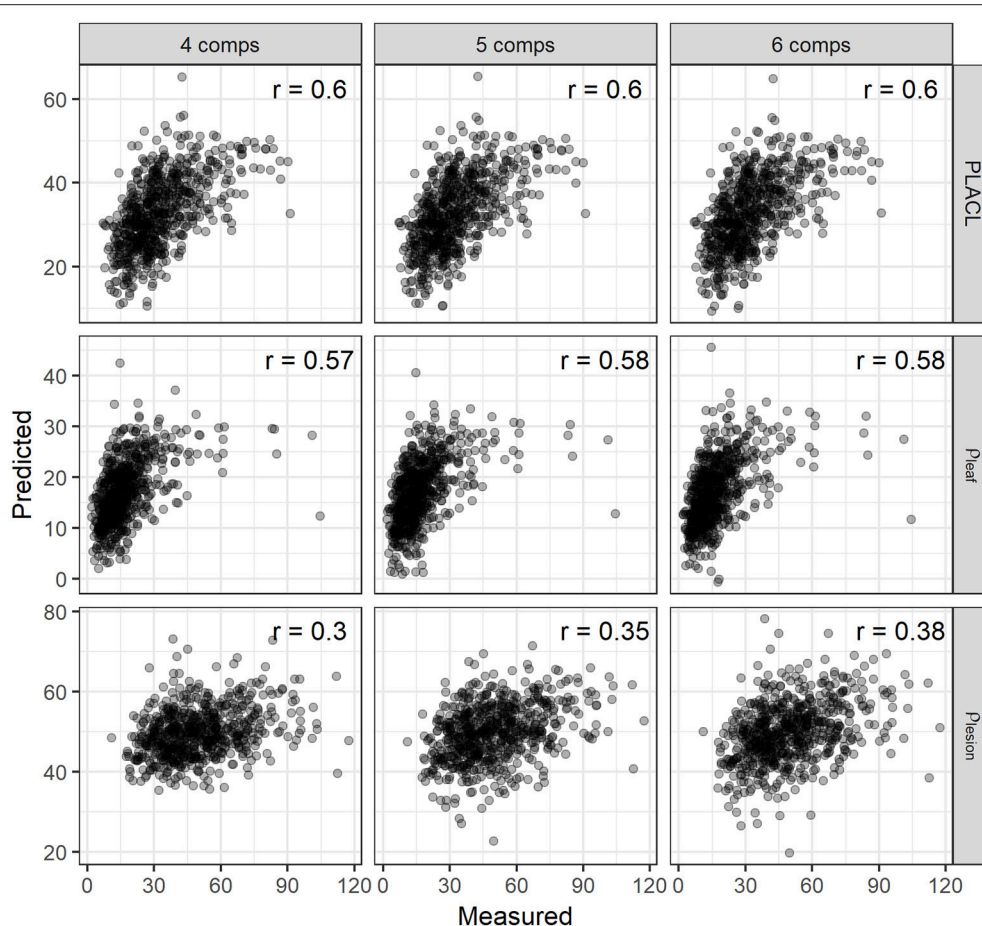 4 comps 5 comps 6 comps
r = 0.6 r = 0.6 r = 0.6
60
40
20
PLACL
r = 0.57 r = 0.58 r = 0.58
40
30
20
10
0
ρleaf
Predicted
r = 0.3 r = 0.35 r = 0.38
80
60
40
20
ρlesion
0 30 60 90 120 0 30 60 90 120 0 30 60 90 120
Measured